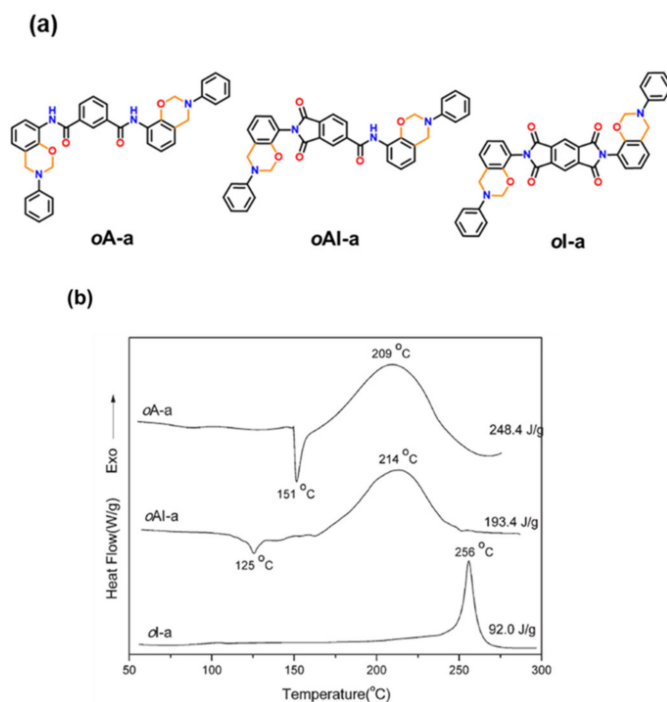 (a)
N
O
N
H
N
H
N
O
O
O
N
oA-a
O
N
N
O
O
O
N
H
O
N
oAI-a
N
O
O
O
N
N
O
O
O
N
oI-a
(b)
209 °C
oA-a
248.4 J/g
214 °C
151 °C
oAI-a
193.4 J/g
125 °C
256 °C
oI-a
92.0 J/g
Heat Flow(W/g)
Exo
50 100 150 200 250 300
Temperature(°C)